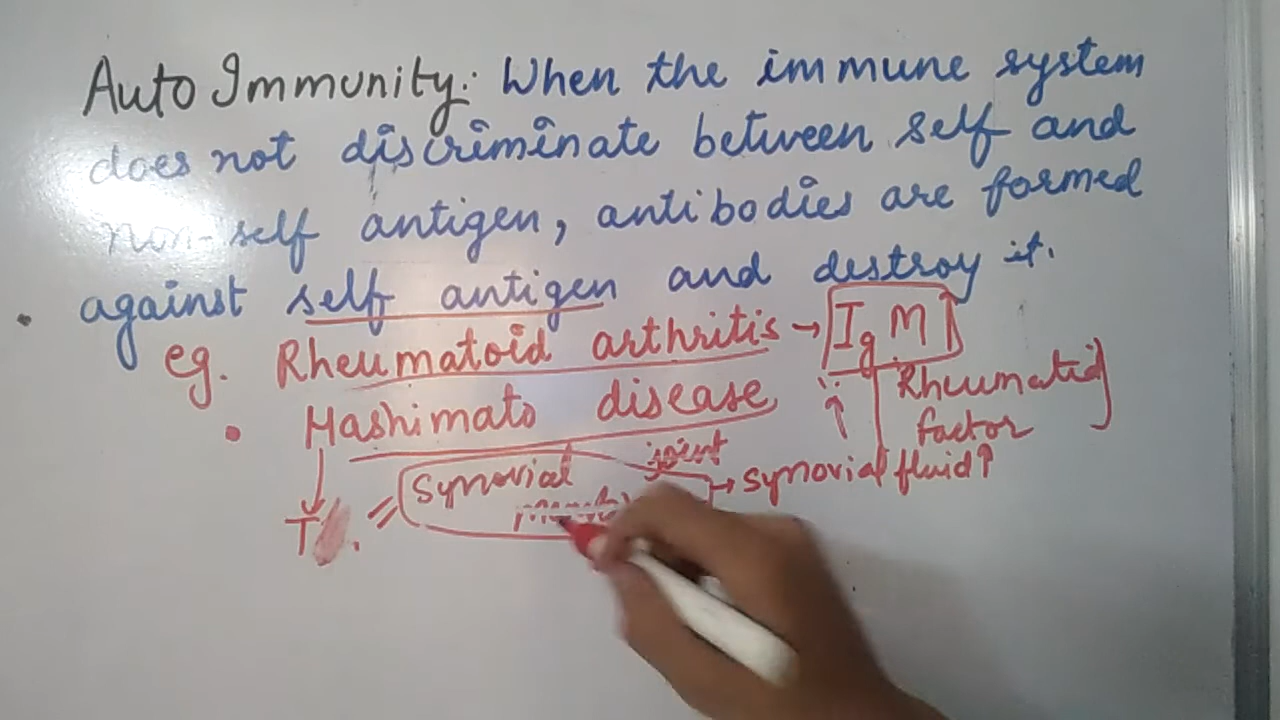 Auto Immunity: When the immune system
does not discriminate between self and
non-self antigen, antibodies are formed
against self antigen and destroy it.
eg. Rheumatoid arthritis → IgM
Rheumatid
factor
Hashimato disease
joint
Synovial → synovial fluid↑
T